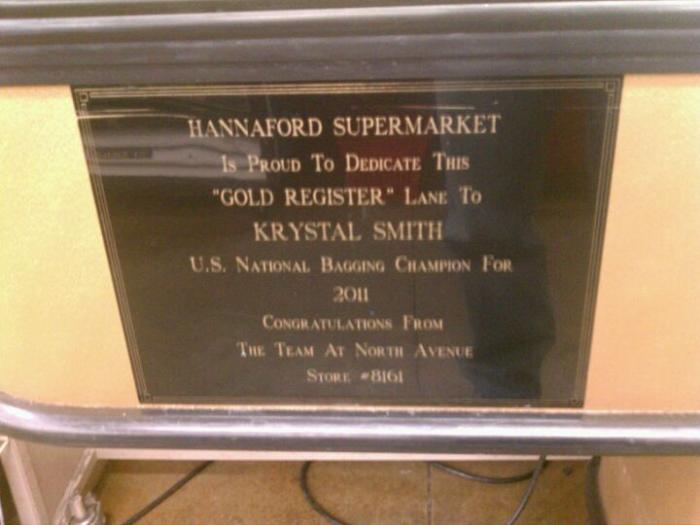 HANNAFORD SUPERMARKET
IS PROUD TO DEDICATE THIS
"GOLD REGISTER" LANE TO
KRYSTAL SMITH
U.S. NATIONAL BAGGING CHAMPION FOR
2011
CONGRATULATIONS FROM
THE TEAM AT NORTH AVENUE
STORE #8161